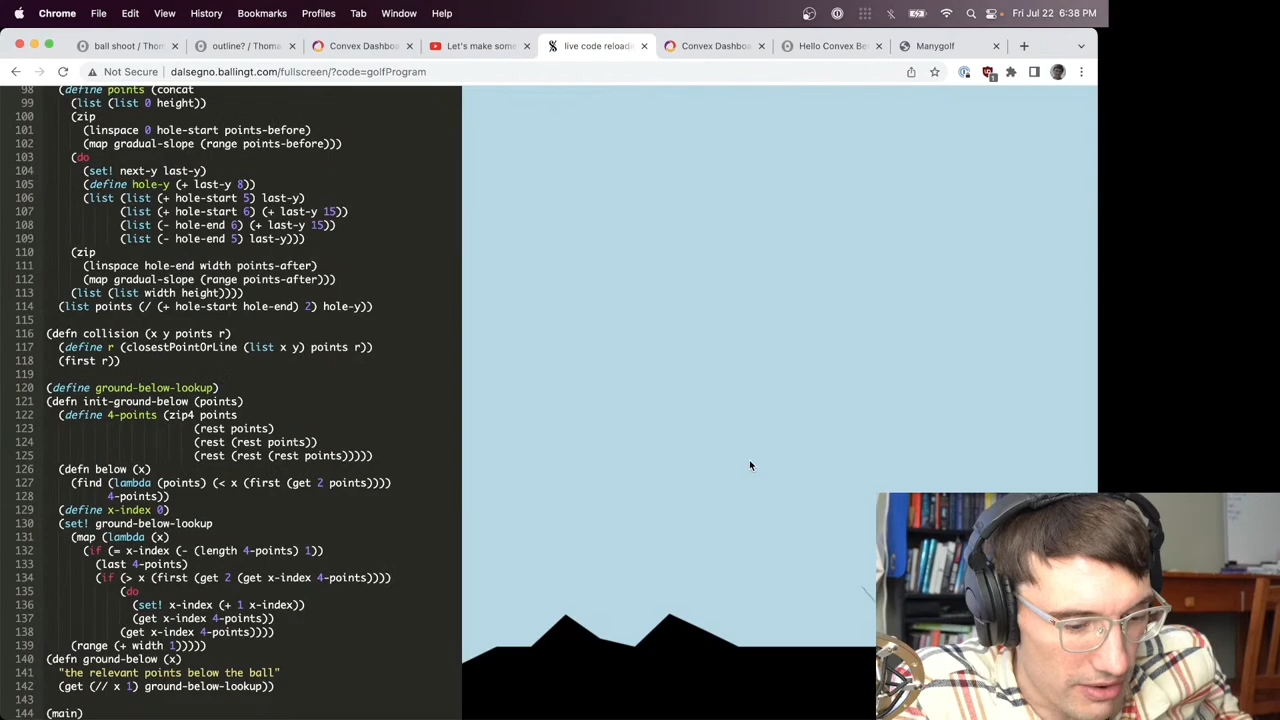 Chrome File Edit View History Bookmarks Profiles Tab Window Help Fri Jul 22 6:38 PM
ball shoot / Thom outline? / Thoma Convex Dashbo Let's make some live code reloadi Convex Dashboa Hello Convex Be Manygolf
Not Secure dalsegno.ballingt.com/fullscreen/?code=golfProgram
98 (define points (concat
99 (list (list 0 height))
100 (zip
101 (linspace 0 hole-start points-before)
102 (map gradual-slope (range points-before)))
103 (do
104 (set! next-y last-y)
105 (define hole-y (+ last-y 8))
106 (list (list (+ hole-start 5) last-y)
107 (list (+ hole-start 6) (+ last-y 15))
108 (list (- hole-end 6) (+ last-y 15))
109 (list (- hole-end 5) last-y)))
110 (zip
111 (linspace hole-end width points-after)
112 (map gradual-slope (range points-after)))
113 (list (list width height))))
114 (list points (/ (+ hole-start hole-end) 2) hole-y))
115
116 (defn collision (x y points r)
117 (define r (closestPointOrLine (list x y) points r))
118 (first r))
119
120 (define ground-below-lookup)
121 (defn init-ground-below (points)
122 (define 4-points (zip4 points
123 (rest points)
124 (rest (rest points))
125 (rest (rest (rest points)))))
126 (defn below (x)
127 (find (lambda (points) (< x (first (get 2 points))))
128 4-points))
129 (define x-index 0)
130 (set! ground-below-lookup
131 (map (lambda (x)
132 (if (= x-index (- (length 4-points) 1))
133 (last 4-points)
134 (if (> x (first (get 2 (get x-index 4-points))))
135 (do
136 (set! x-index (+ 1 x-index))
137 (get x-index 4-points))
138 (get x-index 4-points))))
139 (range (+ width 1)))))
140 (defn ground-below (x)
141 "the relevant points below the ball"
142 (get (// x 1) ground-below-lookup))
143
144 (main)